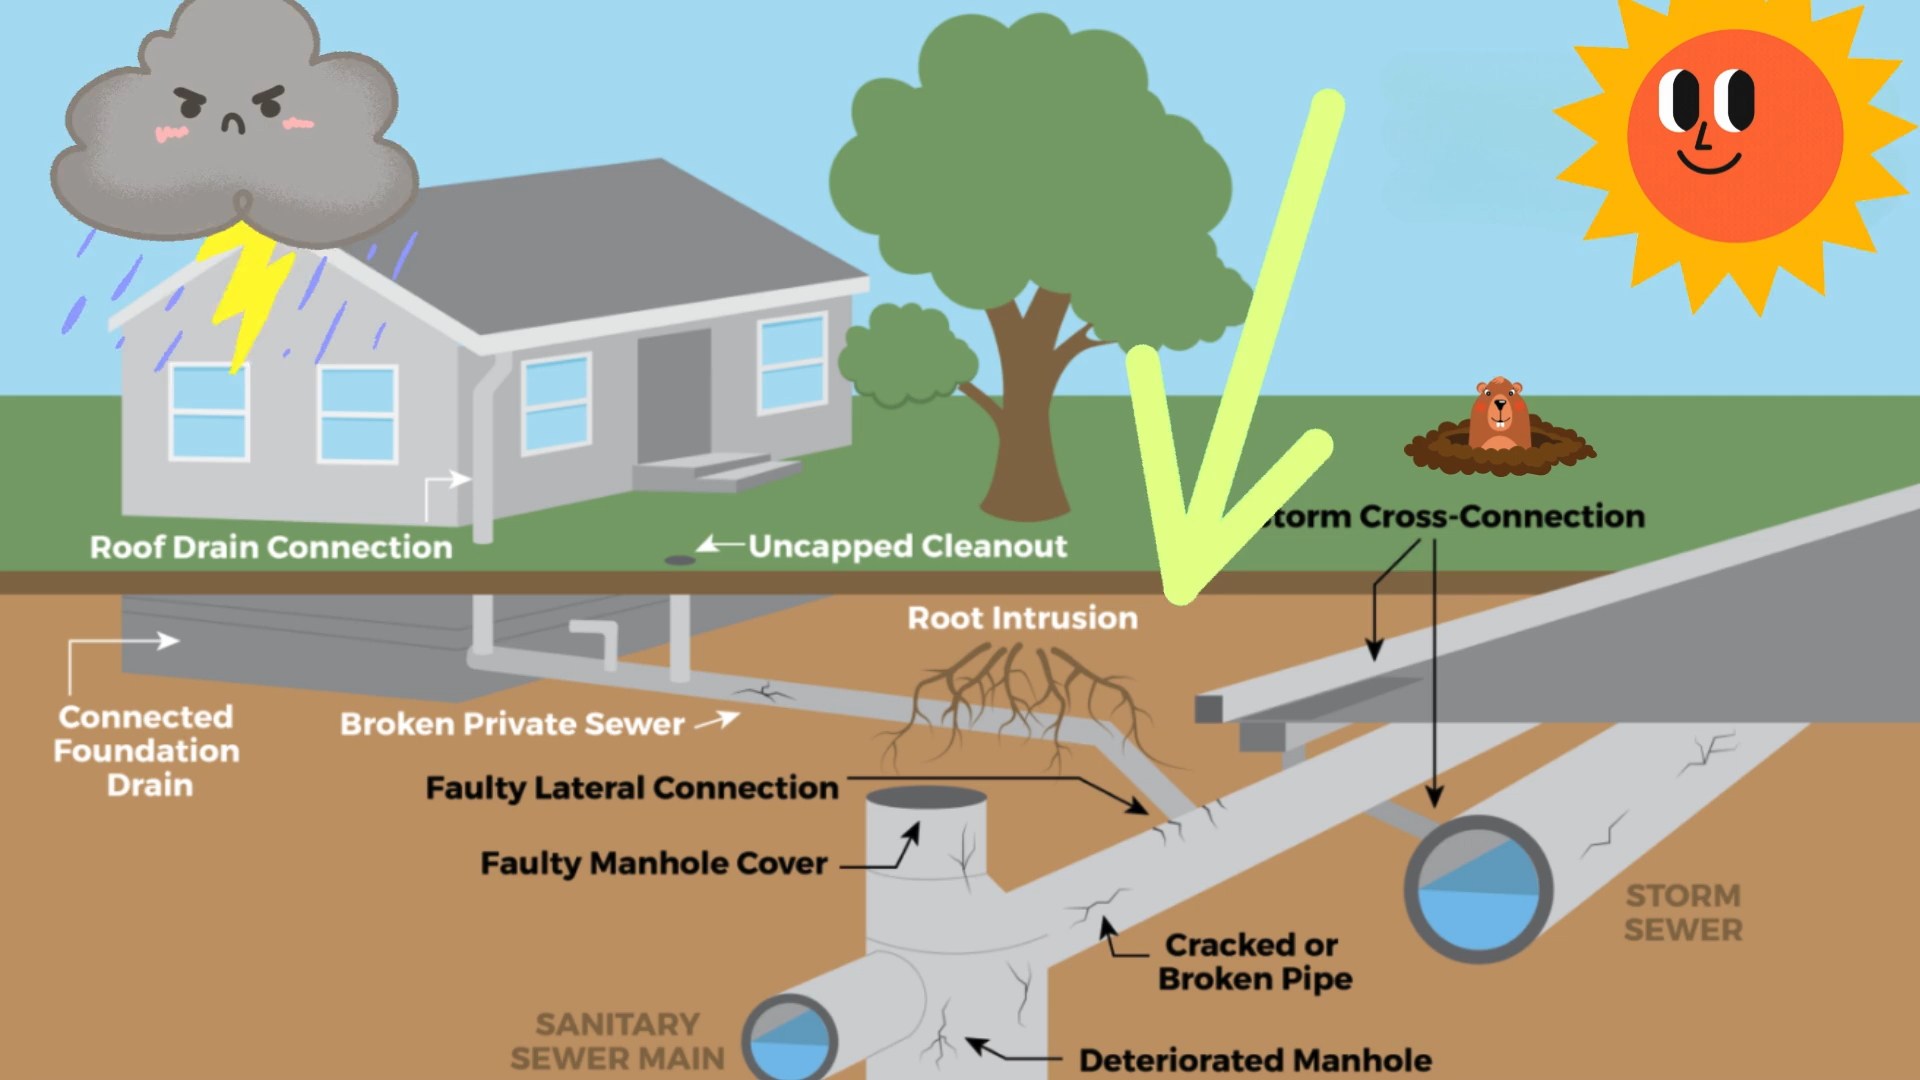 Storm Cross-Connection
Roof Drain Connection
Uncapped Cleanout
Root Intrusion
Connected
Foundation
Drain
Broken Private Sewer
Faulty Lateral Connection
Faulty Manhole Cover
STORM
SEWER
Cracked or
Broken Pipe
SANITARY
SEWER MAIN
Deteriorated Manhole